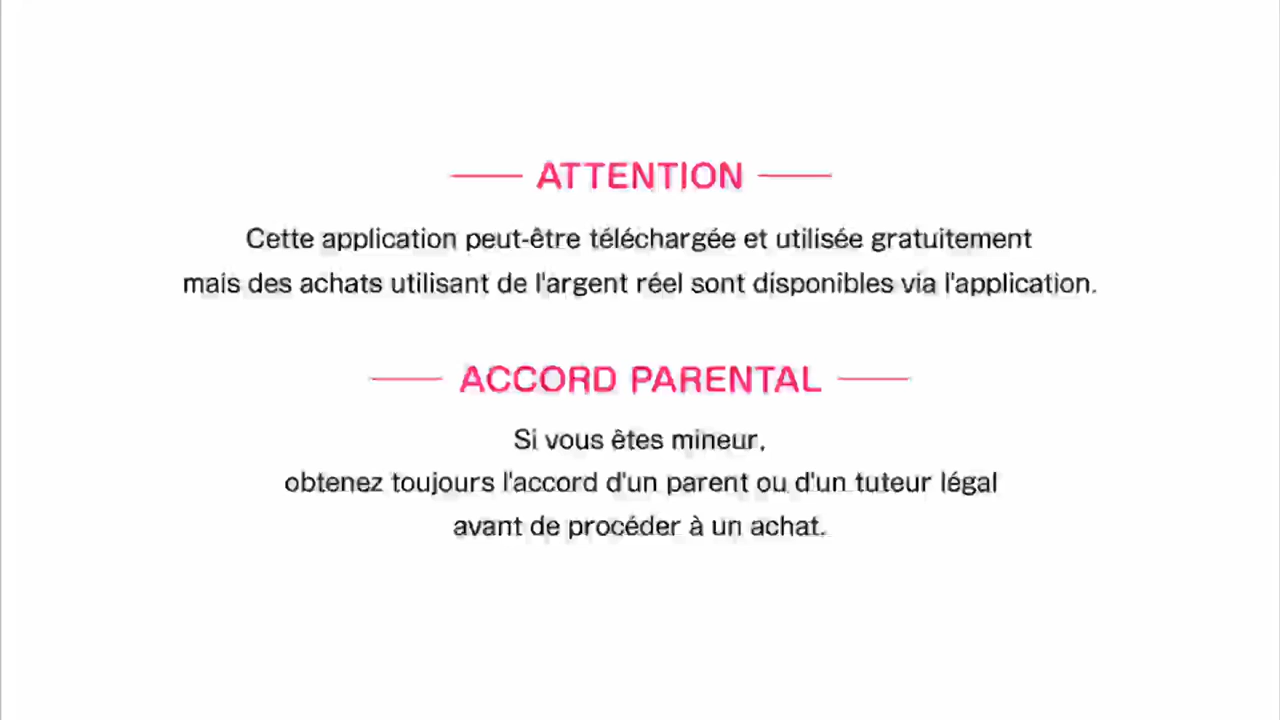 ATTENTION
Cette application peut-être téléchargée et utilisée gratuitement
mais des achats utilisant de l'argent réel sont disponibles via l'application.
ACCORD PARENTAL
Si vous êtes mineur,
obtenez toujours l'accord d'un parent ou d'un tuteur légal
avant de procéder à un achat.